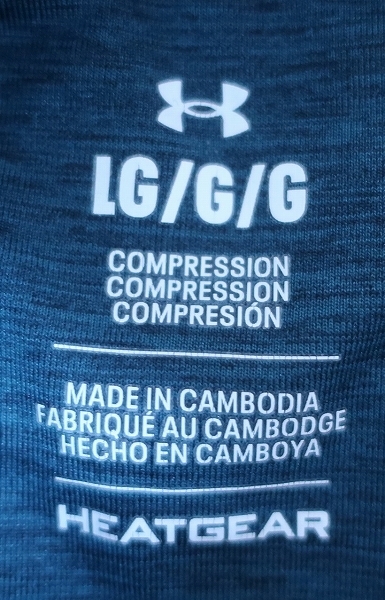 LG/G/G
COMPRESSION
COMPRESSION
COMPRESIÓN
MADE IN CAMBODIA
FABRIQUÉ AU CAMBODGE
HECHO EN CAMBOYA
HEATGEAR